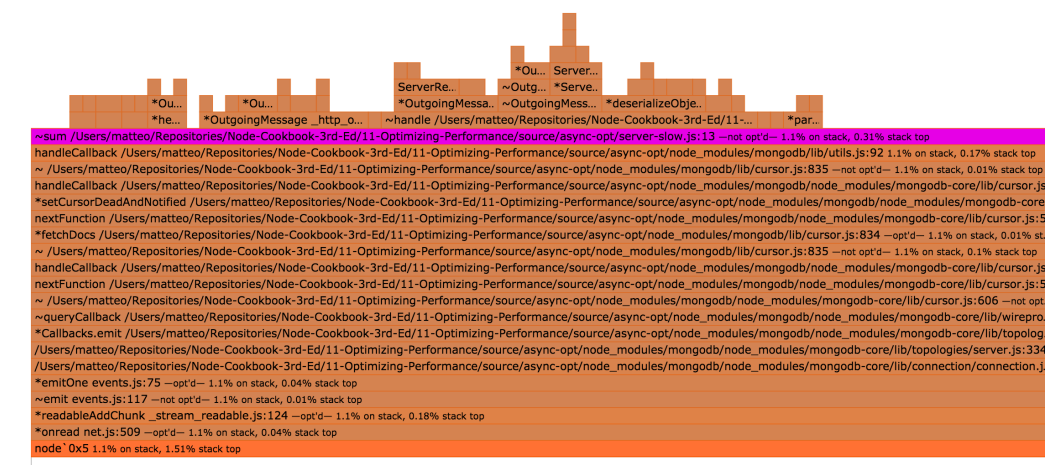 *Ou... Server...
ServerRe... ~Outg... *Serve..
*Ou... *Ou... *OutgoingMessa.. ~OutgoingMess... *deserializeObje..
*he... *OutgoingMessage _http_o... ~handle /Users/matteo/Repositories/Node-Cookbook-3rd-Ed/11-... *par...
~sum /Users/matteo/Repositories/Node-Cookbook-3rd-Ed/11-Optimizing-Performance/source/async-opt/server-slow.js:13 —not opt'd— 1.1% on stack, 0.31% stack top
handleCallback /Users/matteo/Repositories/Node-Cookbook-3rd-Ed/11-Optimizing-Performance/source/async-opt/node_modules/mongodb/lib/utils.js:92 1.1% on stack, 0.17% stack top
~ /Users/matteo/Repositories/Node-Cookbook-3rd-Ed/11-Optimizing-Performance/source/async-opt/node_modules/mongodb/lib/cursor.js:835 —not opt'd— 1.1% on stack, 0.01% stack top
handleCallback /Users/matteo/Repositories/Node-Cookbook-3rd-Ed/11-Optimizing-Performance/source/async-opt/node_modules/mongodb/node_modules/mongodb-core/lib/cursor.js
*setCursorDeadAndNotified /Users/matteo/Repositories/Node-Cookbook-3rd-Ed/11-Optimizing-Performance/source/async-opt/node_modules/mongodb/node_modules/mongodb-core
nextFunction /Users/matteo/Repositories/Node-Cookbook-3rd-Ed/11-Optimizing-Performance/source/async-opt/node_modules/mongodb/node_modules/mongodb-core/lib/cursor.js:5
*fetchDocs /Users/matteo/Repositories/Node-Cookbook-3rd-Ed/11-Optimizing-Performance/source/async-opt/node_modules/mongodb/lib/cursor.js:834 —opt'd— 1.1% on stack, 0.01% st.
~ /Users/matteo/Repositories/Node-Cookbook-3rd-Ed/11-Optimizing-Performance/source/async-opt/node_modules/mongodb/lib/cursor.js:835 —not opt'd— 1.1% on stack, 0.1% stack top
handleCallback /Users/matteo/Repositories/Node-Cookbook-3rd-Ed/11-Optimizing-Performance/source/async-opt/node_modules/mongodb/node_modules/mongodb-core/lib/cursor.js
nextFunction /Users/matteo/Repositories/Node-Cookbook-3rd-Ed/11-Optimizing-Performance/source/async-opt/node_modules/mongodb/node_modules/mongodb-core/lib/cursor.js:5
~ /Users/matteo/Repositories/Node-Cookbook-3rd-Ed/11-Optimizing-Performance/source/async-opt/node_modules/mongodb/node_modules/mongodb-core/lib/cursor.js:606 —not opt.
~queryCallback /Users/matteo/Repositories/Node-Cookbook-3rd-Ed/11-Optimizing-Performance/source/async-opt/node_modules/mongodb/node_modules/mongodb-core/lib/wirepro.
*Callbacks.emit /Users/matteo/Repositories/Node-Cookbook-3rd-Ed/11-Optimizing-Performance/source/async-opt/node_modules/mongodb/node_modules/mongodb-core/lib/topolog.
/Users/matteo/Repositories/Node-Cookbook-3rd-Ed/11-Optimizing-Performance/source/async-opt/node_modules/mongodb/node_modules/mongodb-core/lib/topologies/server.js:334
/Users/matteo/Repositories/Node-Cookbook-3rd-Ed/11-Optimizing-Performance/source/async-opt/node_modules/mongodb/node_modules/mongodb-core/lib/connection/connection.j.
*emitOne events.js:75 —opt'd— 1.1% on stack, 0.04% stack top
~emit events.js:117 —not opt'd— 1.1% on stack, 0.01% stack top
*readableAddChunk _stream_readable.js:124 —opt'd— 1.1% on stack, 0.18% stack top
*onread net.js:509 —opt'd— 1.1% on stack, 0.04% stack top
node`0x5 1.1% on stack, 1.51% stack top